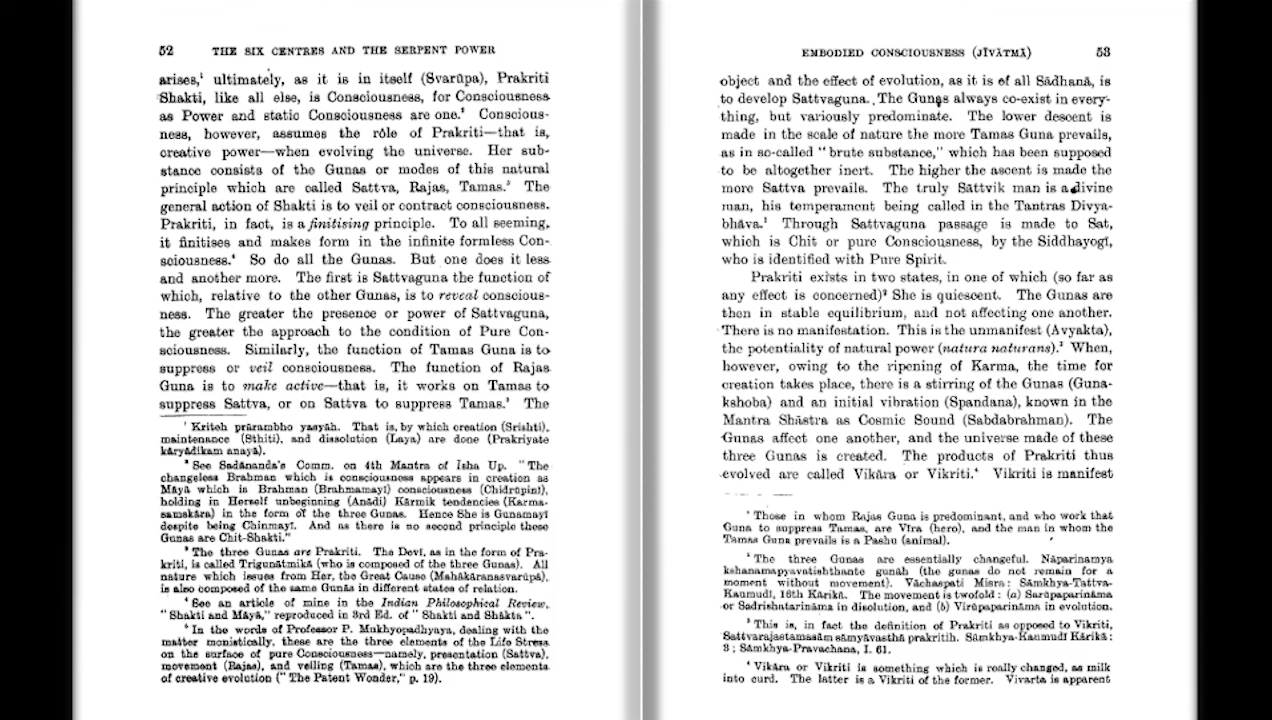 52 THE SIX CENTRES AND THE SERPENT POWER
arises,¹ ultimately, as it is in itself (Svarūpa), Prakriti
Shakti, like all else, is Consciousness, for Consciousness
as Power and static Consciousness are one.² Conscious-
ness, however, assumes the rôle of Prakriti—that is,
creative power—when evolving the universe. Her sub-
stance consists of the Gunas or modes of this natural
principle which are called Sattva, Rajas, Tamas.³ The
general action of Shakti is to veil or contract consciousness.
Prakriti, in fact, is a finitising principle. To all seeming,
it finitises and makes form in the infinite formless Con-
sciousness.⁴ So do all the Gunas. But one does it less
and another more. The first is Sattvaguna the function of
which, relative to the other Gunas, is to reveal conscious-
ness. The greater the presence or power of Sattvaguna,
the greater the approach to the condition of Pure Con-
sciousness. Similarly, the function of Tamas Guna is to
suppress or veil consciousness. The function of Rajas
Guna is to make active—that is, it works on Tamas to
suppress Sattva, or on Sattva to suppress Tamas.⁵ The
¹ Kriteh prārambho yasyāh. That is, by which creation (Srishti),
maintenance (Sthiti), and dissolution (Laya) are done (Prakriyate
kāryādikam anayā).
² See Sadānanda's Comm. on 4th Mantra of Isha Up. "The
changeless Brahman which is consciousness appears in creation as
Māyā which is Brahman (Brahmamayī) consciousness (Chidrūpinī),
holding in Herself unbeginning (Anādi) Kārmik tendencies (Karma-
samskāra) in the form of the three Gunas. Hence She is Gunamayī
despite being Chinmayī. And as there is no second principle these
Gunas are Chit-Shakti."
³ The three Gunas are Prakriti. The Devī, as in the form of Pra-
kriti, is called Trigunātmikā (who is composed of the three Gunas). All
nature which issues from Her, the Great Cause (Mahākāranasvarūpā),
is also composed of the same Gunās in different states of relation.
⁴ See an article of mine in the Indian Philosophical Review,
"Shakti and Māyā," reproduced in 3rd Ed. of "Shakti and Shākta".
⁵ In the words of Professor P. Mukhyopadhyaya, dealing with the
matter monistically, these are the three elements of the Life Stress
on the surface of pure Consciousness—namely, presentation (Sattva),
movement (Rajas), and veiling (Tamas), which are the three elements
of creative evolution ("The Patent Wonder," p. 19).
EMBODIED CONSCIOUSNESS (JĪVĀTMĀ) 53
object and the effect of evolution, as it is of all Sādhanā, is
to develop Sattvaguna. The Gunas always co-exist in every-
thing, but variously predominate. The lower descent is
made in the scale of nature the more Tamas Guna prevails,
as in so-called "brute substance," which has been supposed
to be altogether inert. The higher the ascent is made the
more Sattva prevails. The truly Sāttvik man is a divine
man, his temperament being called in the Tantras Divya-
bhāva.¹ Through Sattvaguna passage is made to Sat,
which is Chit or pure Consciousness, by the Siddhayogī,
who is identified with Pure Spirit.
Prakriti exists in two states, in one of which (so far as
any effect is concerned)² She is quiescent. The Gunas are
then in stable equilibrium, and not affecting one another.
There is no manifestation. This is the unmanifest (Avyakta),
the potentiality of natural power (natura naturans).³ When,
however, owing to the ripening of Karma, the time for
creation takes place, there is a stirring of the Gunas (Guna-
kshoba) and an initial vibration (Spandana), known in the
Mantra Shāstra as Cosmic Sound (Sabdabrahman). The
Gunas affect one another, and the universe made of these
three Gunas is created. The products of Prakriti thus
evolved are called Vikāra or Vikriti.⁴ Vikriti is manifest
¹ Those in whom Rajas Guna is predominant, and who work that
Guna to suppress Tamas, are Vīra (hero), and the man in whom the
Tamas Guna prevails is a Pashu (animal).
² The three Gunas are essentially changeful. Nāparinamya
kshanamapyavatishthante gunāh (the gunas do not remain for a
moment without movement). Vāchaspati Misra: Sāmkhya-Tattva-
Kaumudī, 16th Kārikā. The movement is twofold: (a) Sarūpaparināma
or Sadrishatarināma in disolution, and (b) Virūpaparināma in evolution.
³ This is, in fact the definition of Prakriti as opposed to Vikriti,
Sattvarajastamasām sāmyāvasthā prakritih. Sāmkhya-Kaumudī Kārikā:
3; Sāmkhya-Pravachana, I. 61.
⁴ Vikāra or Vikriti is something which is really changed, as milk
into curd. The latter is a Vikriti of the former. Vivarta is apparent